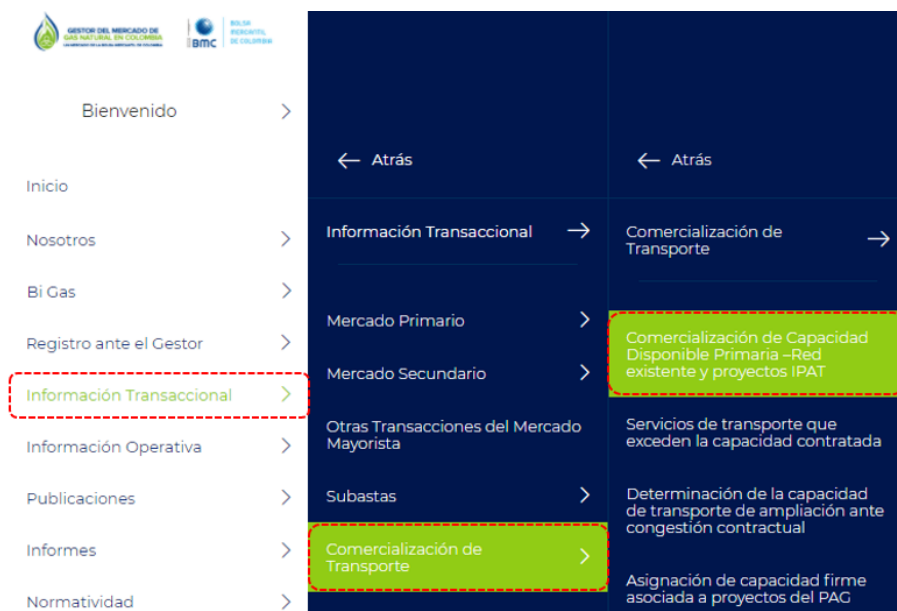 GESTOR DEL MERCADO DE
GAS NATURAL EN COLOMBIA
BMC
BOLSA
MERCANTIL
DE COLOMBIA
Bienvenido
Inicio
Nosotros
Bi Gas
Registro ante el Gestor
Información Transaccional
Información Operativa
Publicaciones
Informes
Normatividad
Atrás
Información Transaccional
Mercado Primario
Mercado Secundario
Otras Transacciones del Mercado
Mayorista
Subastas
Comercialización de
Transporte
Atrás
Comercialización de
Transporte
Comercialización de Capacidad
Disponible Primaria –Red
existente y proyectos IPAT
Servicios de transporte que
exceden la capacidad contratada
Determinación de la capacidad
de transporte de ampliación ante
congestión contractual
Asignación de capacidad firme
asociada a proyectos del PAG